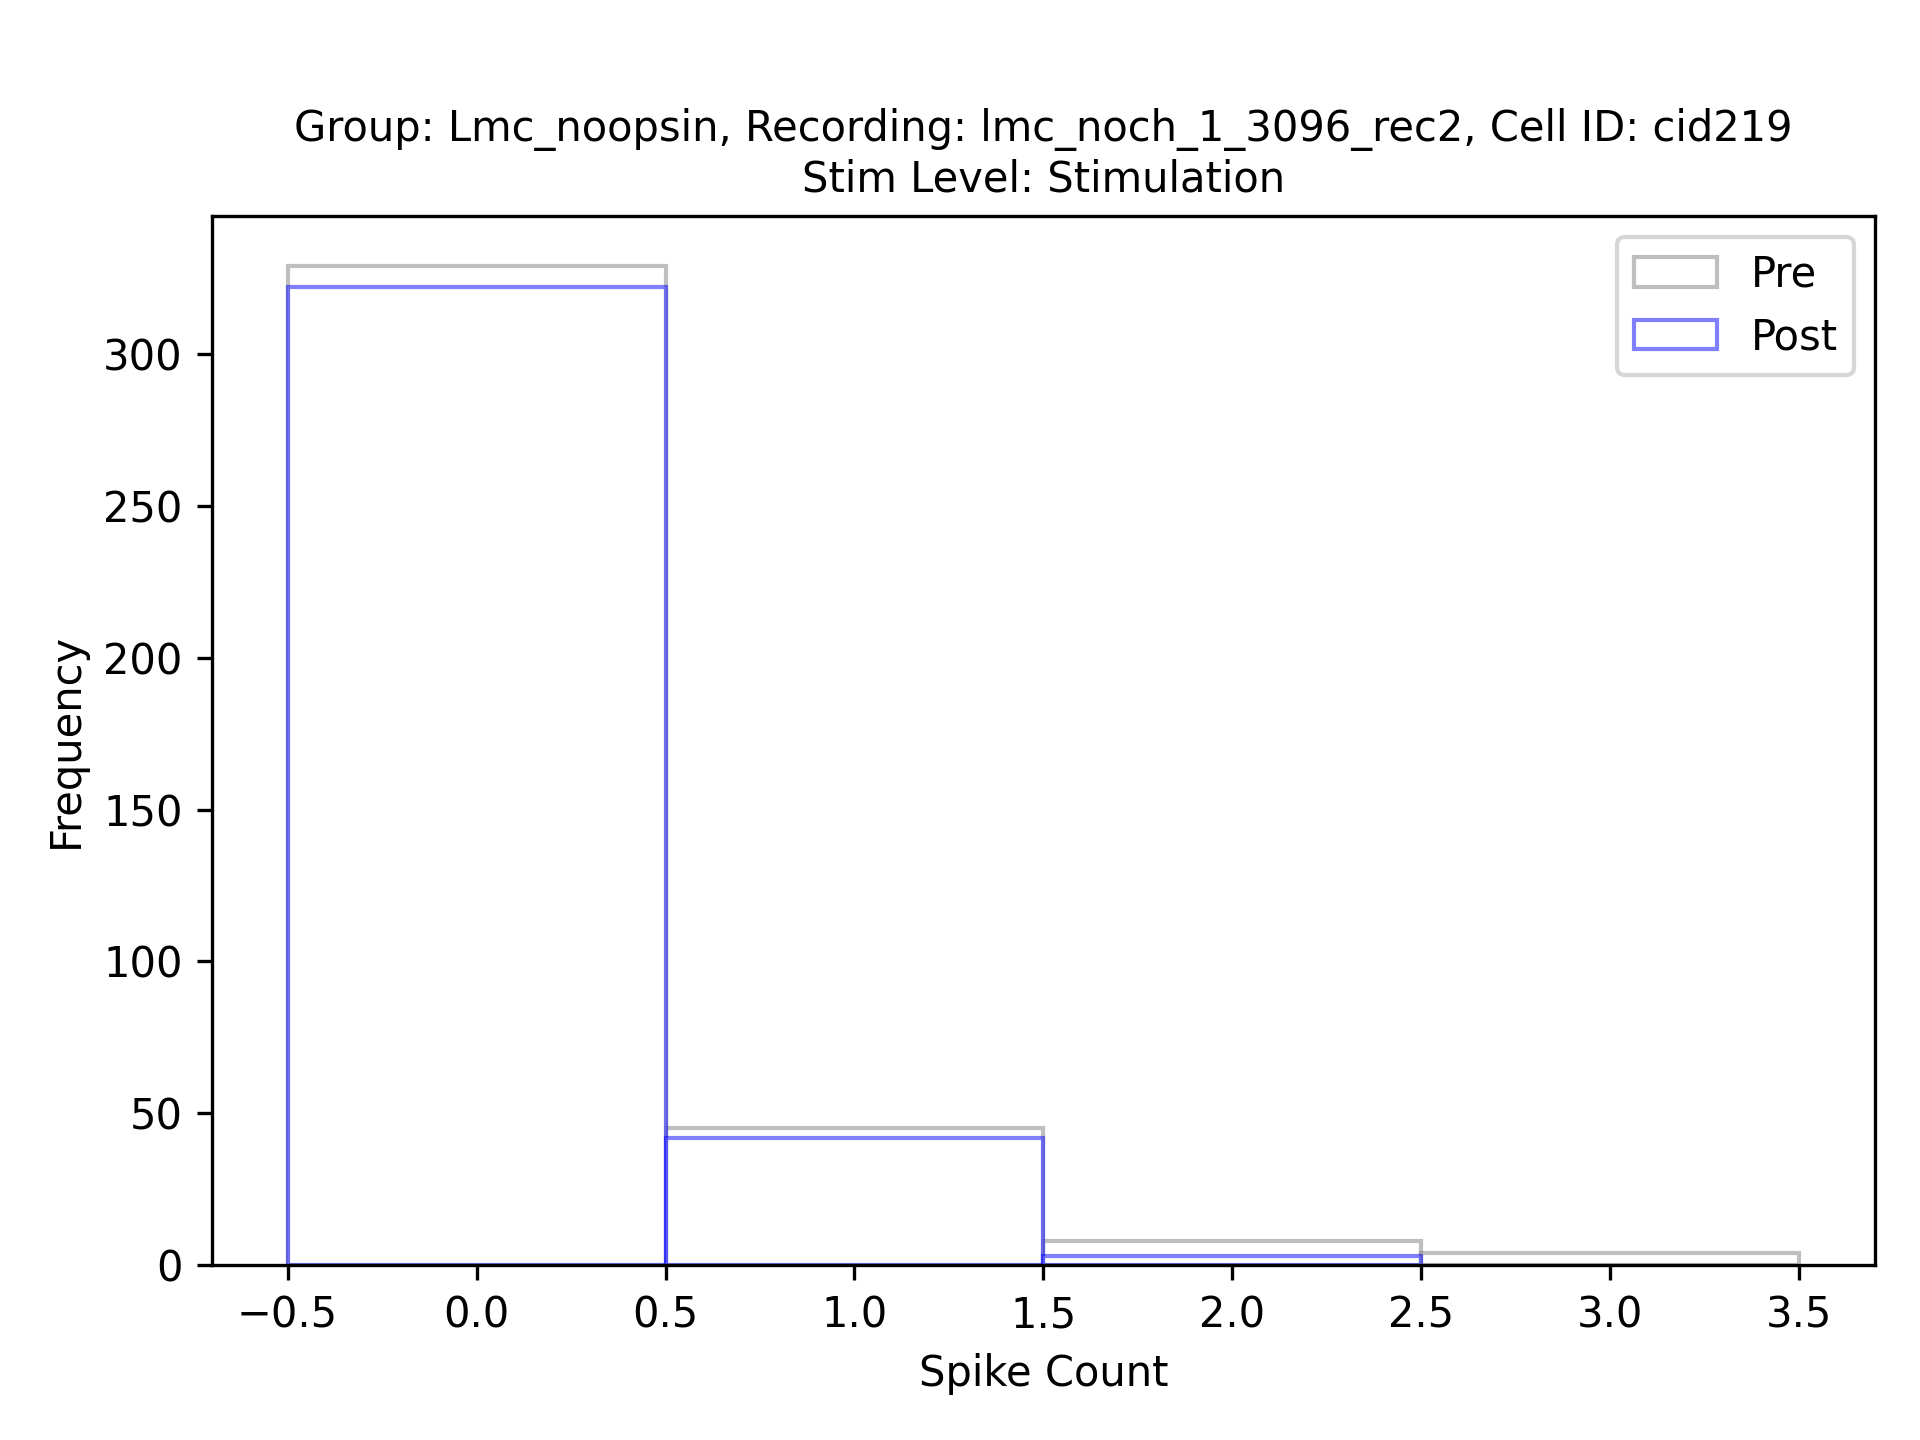 Group: Lmc_noopsin, Recording: lmc_noch_1_3096_rec2, Cell ID: cid219
Stim Level: Stimulation
Pre
Post
300
250
200
150
100
50
0
Frequency
−0.5 0.0 0.5 1.0 1.5 2.0 2.5 3.0 3.5
Spike Count